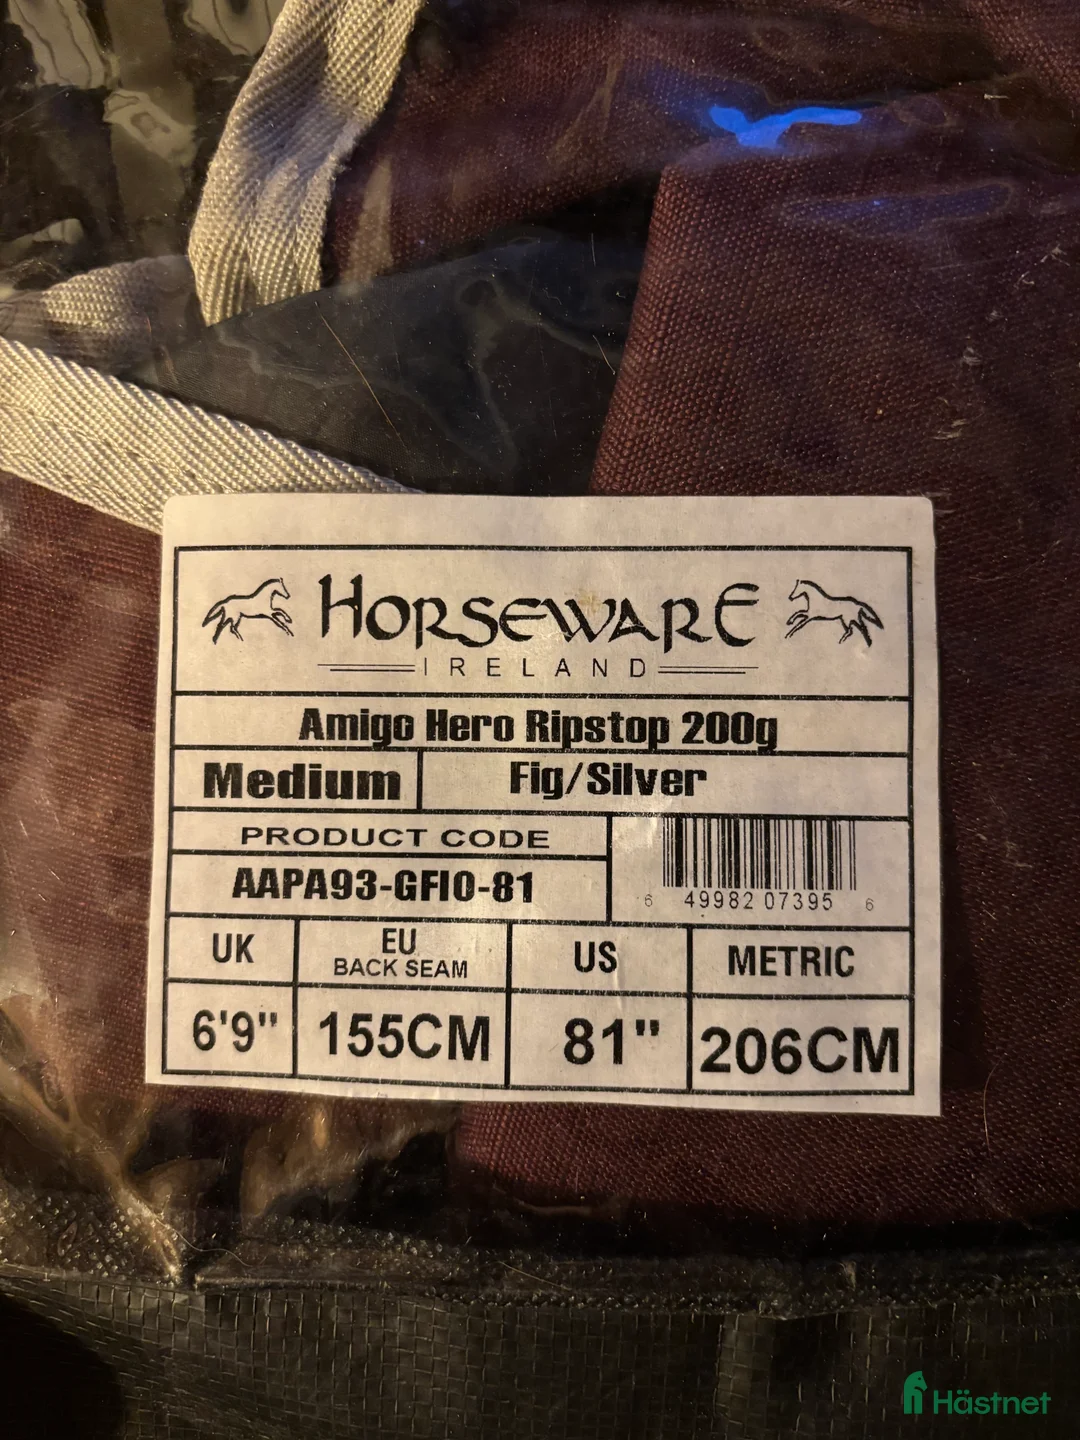 HORSEWARE
IRELAND
Amigo Hero Ripstop 200g
Medium Fig/Silver
PRODUCT CODE
AAPA93-GFI0-81
6 49982 07395 6
UK EU BACK SEAM US METRIC
6'9" 155CM 81" 206CM
Hästnet